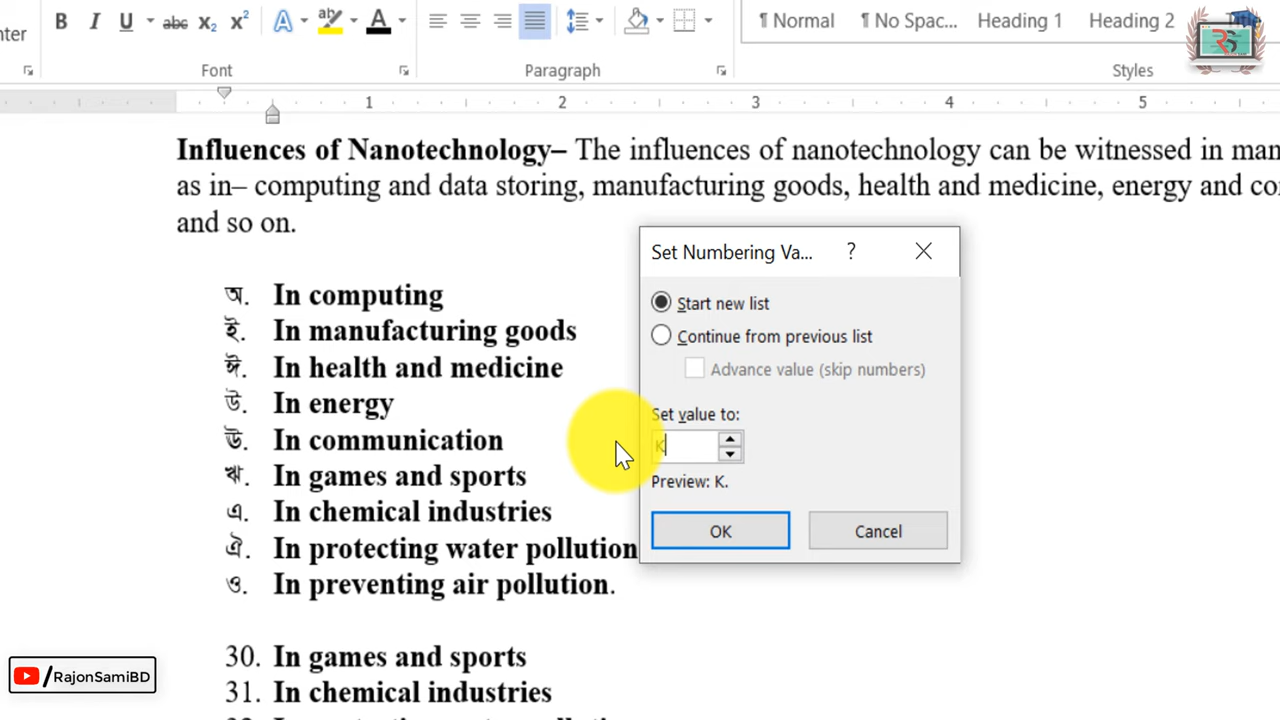 nter B I U abc x₂ x² A aby A ¶ Normal ¶ No Spac... Heading 1 Heading 2 Title
Font Paragraph Styles
1 2 3 4 5
Influences of Nanotechnology– The influences of nanotechnology can be witnessed in man
as in– computing and data storing, manufacturing goods, health and medicine, energy and co
and so on.
অ. In computing
ই. In manufacturing goods
ঈ. In health and medicine
উ. In energy
ঊ. In communication
ঋ. In games and sports
এ. In chemical industries
ঐ. In protecting water pollution
ও. In preventing air pollution.
30. In games and sports
31. In chemical industries
Set Numbering Va... ?
Start new list
Continue from previous list
Advance value (skip numbers)
Set value to:
K
Preview: K.
OK Cancel
/RajonSamiBD